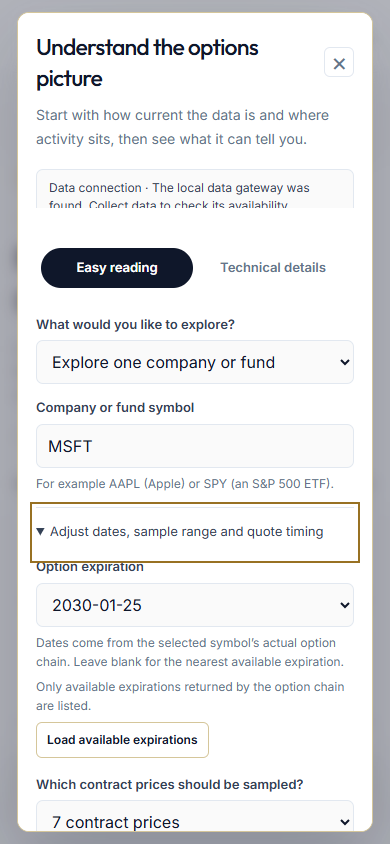 Understand the options
picture
Start with how current the data is and where
activity sits, then see what it can tell you.
Data connection · The local data gateway was
found. Collect data to check its availability.
Easy reading
Technical details
What would you like to explore?
Explore one company or fund
Company or fund symbol
MSFT
For example AAPL (Apple) or SPY (an S&P 500 ETF).
▼ Adjust dates, sample range and quote timing
Option expiration
2030-01-25
Dates come from the selected symbol's actual option
chain. Leave blank for the nearest available expiration.
Only available expirations returned by the option chain
are listed.
Load available expirations
Which contract prices should be sampled?
7 contract prices